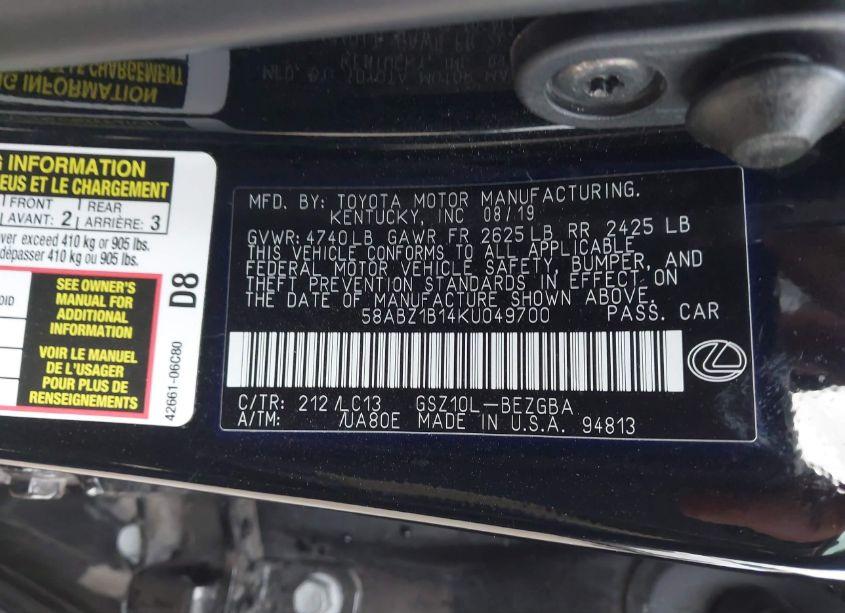 G INFORMATION
EUS ET LE CHARGEMENT
FRONT
AVANT: 2
REAR
ARRIÈRE: 3
ver exceed 410 kg or 905 lbs.
dépasser 410 kg ou 905 lbs.
OID
SEE OWNER'S
MANUAL FOR
ADDITIONAL
INFORMATION
VOIR LE MANUEL
DE L'USAGER
POUR PLUS DE
RENSEIGNEMENTS
D8
42661-06C80
MFD. BY: TOYOTA MOTOR MANUFACTURING.
KENTUCKY, INC 08/19
GVWR: 4740LB GAWR FR 2625LB RR 2425 LB
THIS VEHICLE CONFORMS TO ALL APPLICABLE
FEDERAL MOTOR VEHICLE SAFETY, BUMPER, AND
THEFT PREVENTION STANDARDS IN EFFECT ON
THE DATE OF MANUFACTURE SHOWN ABOVE.
58ABZ1B14KU049700 PASS. CAR
C/TR: 212/LC13 GSZ10L-BEZGBA
A/TM: /UA80E MADE IN U.S.A. 94813